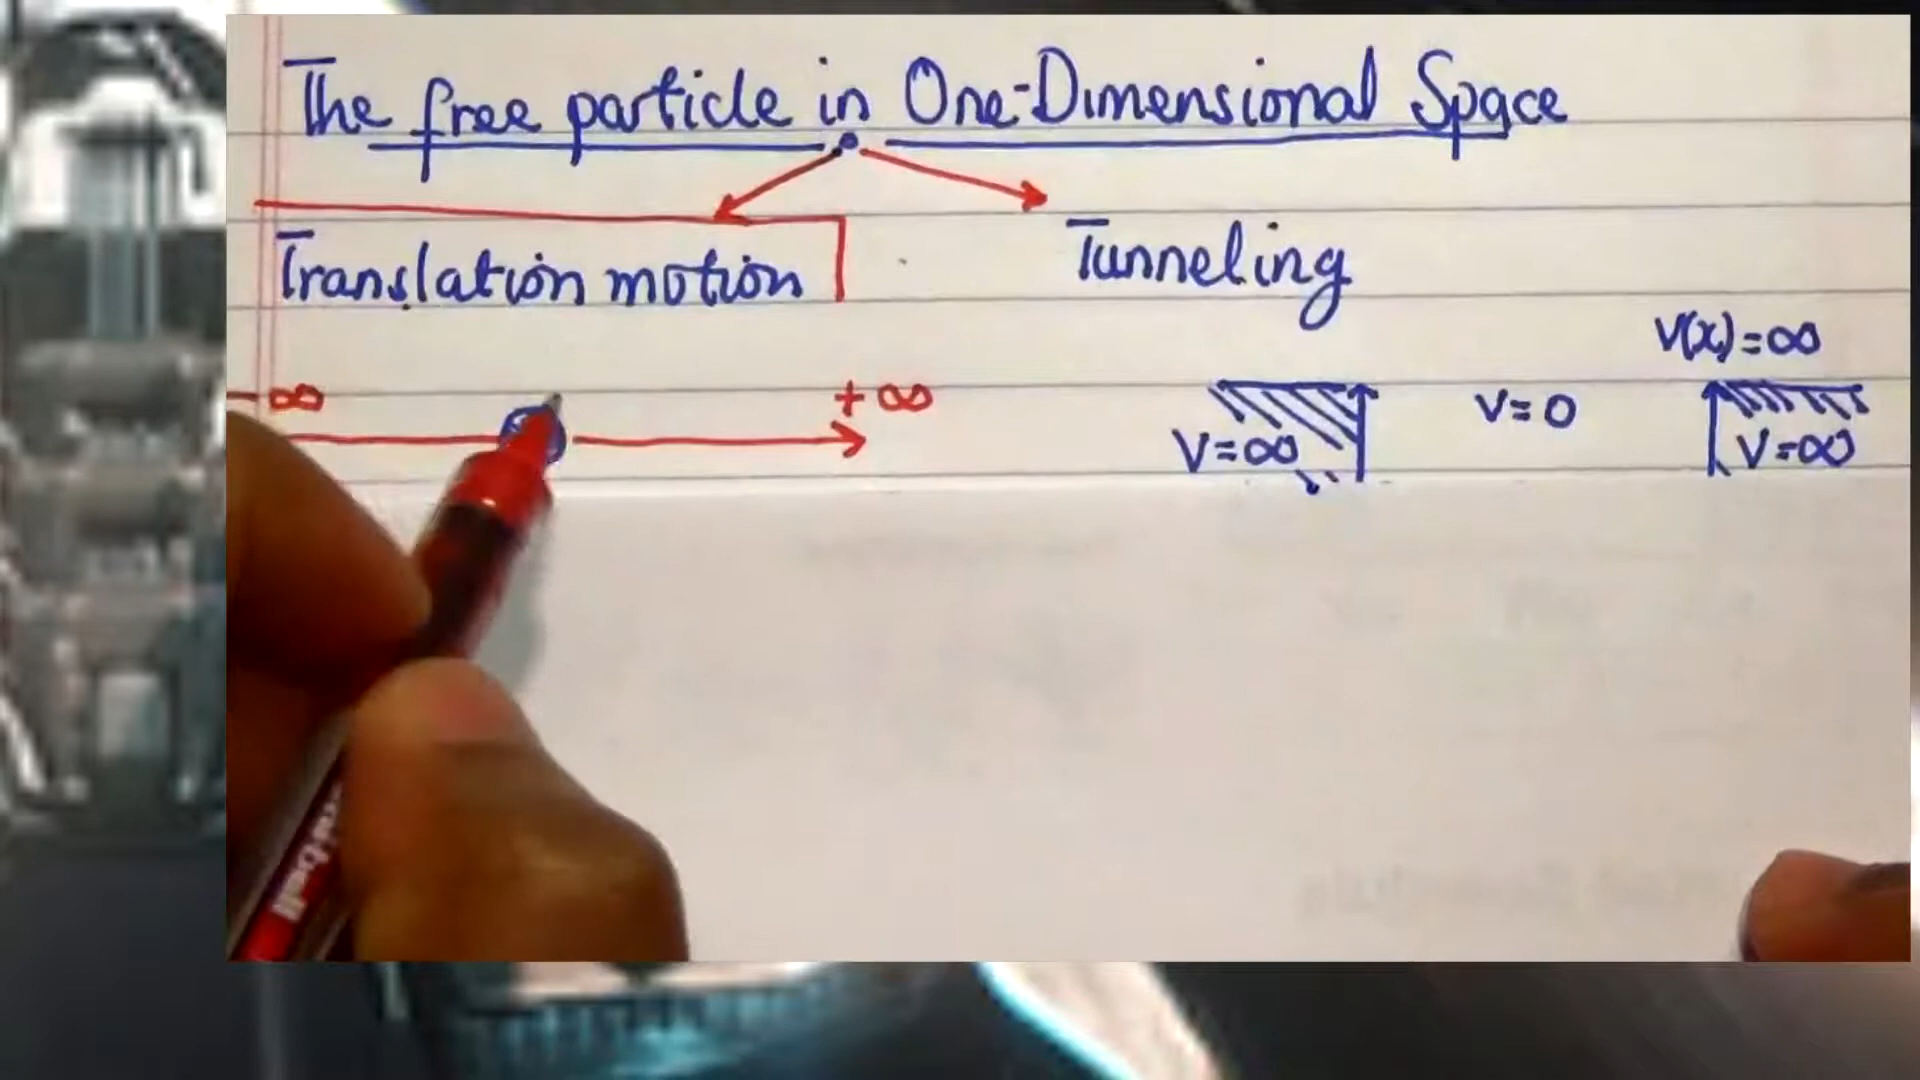 The free particle in One-Dimensional Space
Translation motion
Tunneling
V(x)=∞
-∞
+∞
V=∞
V=0
V=∞